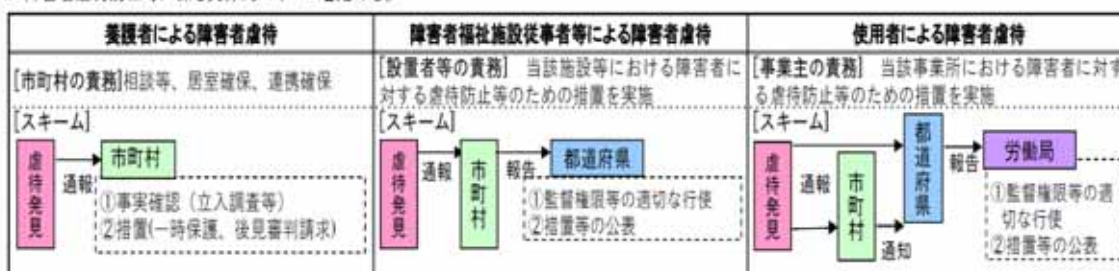 養護者による障害者虐待
[市町村の責務]相談等、居室確保、連携確保
[スキーム]
虐待発見
通報
市町村
①事実確認（立入調査等）
②措置(一時保護、後見審判請求)
障害者福祉施設従事者等による障害者虐待
[設置者等の責務] 当該施設等における障害者に
対する虐待防止等のための措置を実施
[スキーム]
虐待発見
通報
市町村
報告
都道府県
①監督権限等の適切な行使
②措置等の公表
使用者による障害者虐待
[事業主の責務] 当該事業所における障害者に対す
る虐待防止等のための措置を実施
[スキーム]
虐待発見
通報
市町村
通知
都道府県
報告
労働局
①監督権限等の適
切な行使
②措置等の公表